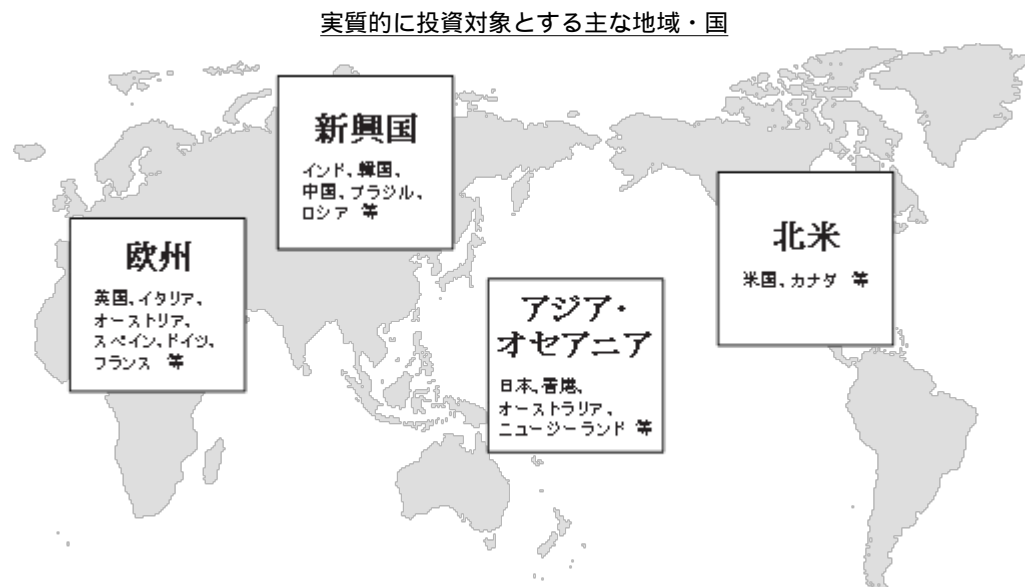 実質的に投資対象とする主な地域・国
新興国
インド、韓国、
中国、ブラジル、
ロシア 等
欧州
英国、イタリア、
オーストリア、
スペイン、ドイツ、
フランス 等
アジア・
オセアニア
日本、香港、
オーストラリア、
ニュージーランド 等
北米
米国、カナダ 等